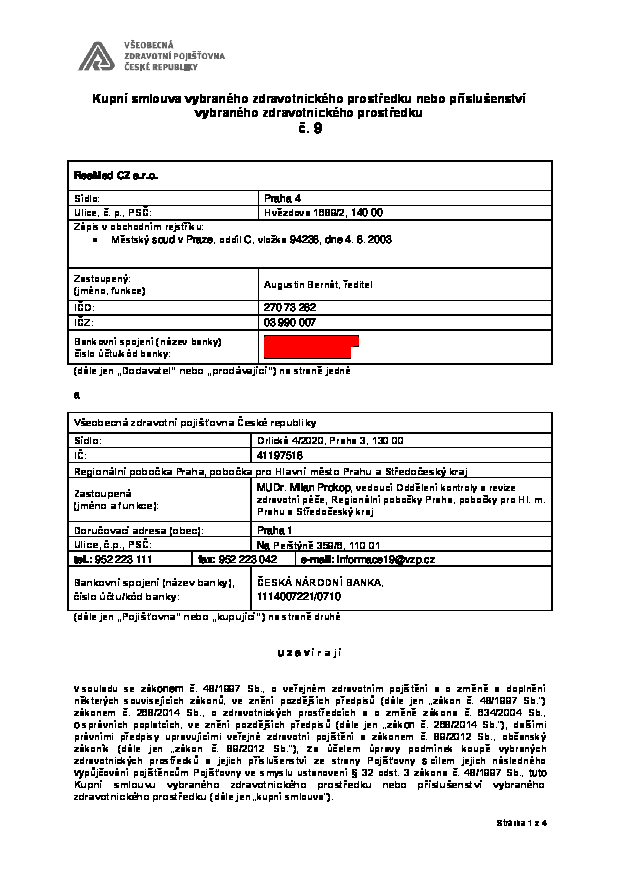 VŠEOBECNÁ
ZDRAVOTNÍ POJIŠŤOVNA
ČESKÉ REPUBLIKY
Kupní smlouva vybraného zdravotnického prostředku nebo příslušenství
vybraného zdravotnického prostředku
č. 9
ResMed CZ s.r.o.
Sídlo: Praha 4
Ulice, č. p., PSČ: Hvězdova 1689/2, 140 00
Zápis v obchodním rejstříku:
• Městský soud v Praze, oddíl C, vložka 94236, dne 4. 6. 2003
Zastoupený:
(jméno, funkce) Augustin Bernát, ředitel
IČO: 270 73 262
IČZ: 03 990 007
Bankovní spojení (název banky)
číslo účtu/kód banky:
(dále jen „Dodavatel" nebo „prodávající") na straně jedné
a
Všeobecná zdravotní pojišťovna České republiky
Sídlo: Orlická 4/2020, Praha 3, 130 00
IČ: 41197518
Regionální pobočka Praha, pobočka pro Hlavní město Prahu a Středočeský kraj
Zastoupená
(jméno a funkce): MUDr. Milan Prokop, vedoucí Oddělení kontroly a revize
zdravotní péče, Regionální pobočky Praha, pobočky pro Hl. m.
Prahu a Středočeský kraj
Doručovací adresa (obec): Praha 1
Ulice, č.p., PSČ: Na Perštýně 359/6, 110 01
tel.: 952 223 111 fax: 952 223 042 e-mail: informace19@vzp.cz
Bankovní spojení (název banky), ČESKÁ NÁRODNÍ BANKA,
číslo účtu/kód banky: 1114007221/0710
(dále jen „Pojišťovna" nebo „kupující") na straně druhé
u z a v í r a j í
v souladu se zákonem č. 48/1997 Sb., o veřejném zdravotním pojištění a o změně a doplnění
některých souvisejících zákonů, ve znění pozdějších předpisů (dále jen „zákon č. 48/1997 Sb.")
zákonem č. 268/2014 Sb., o zdravotnických prostředcích a o změně zákona č. 634/2004 Sb.,
o správních poplatcích, ve znění pozdějších předpisů (dále jen „zákon č. 268/2014 Sb."), dalšími
právními předpisy upravujícími veřejné zdravotní pojištění a zákonem č. 89/2012 Sb., občanský
zákoník (dále jen „zákon č. 89/2012 Sb."), za účelem úpravy podmínek koupě vybraných
zdravotnických prostředků a jejich příslušenství ze strany Pojišťovny s cílem jejich následného
vypůjčování pojištěncům Pojišťovny ve smyslu ustanovení § 32 odst. 3 zákona č. 48/1997 Sb., tuto
Kupní smlouvu vybraného zdravotnického prostředku nebo příslušenství vybraného
zdravotnického prostředku (dále jen „kupní smlouva").
Stránka 1 z 4